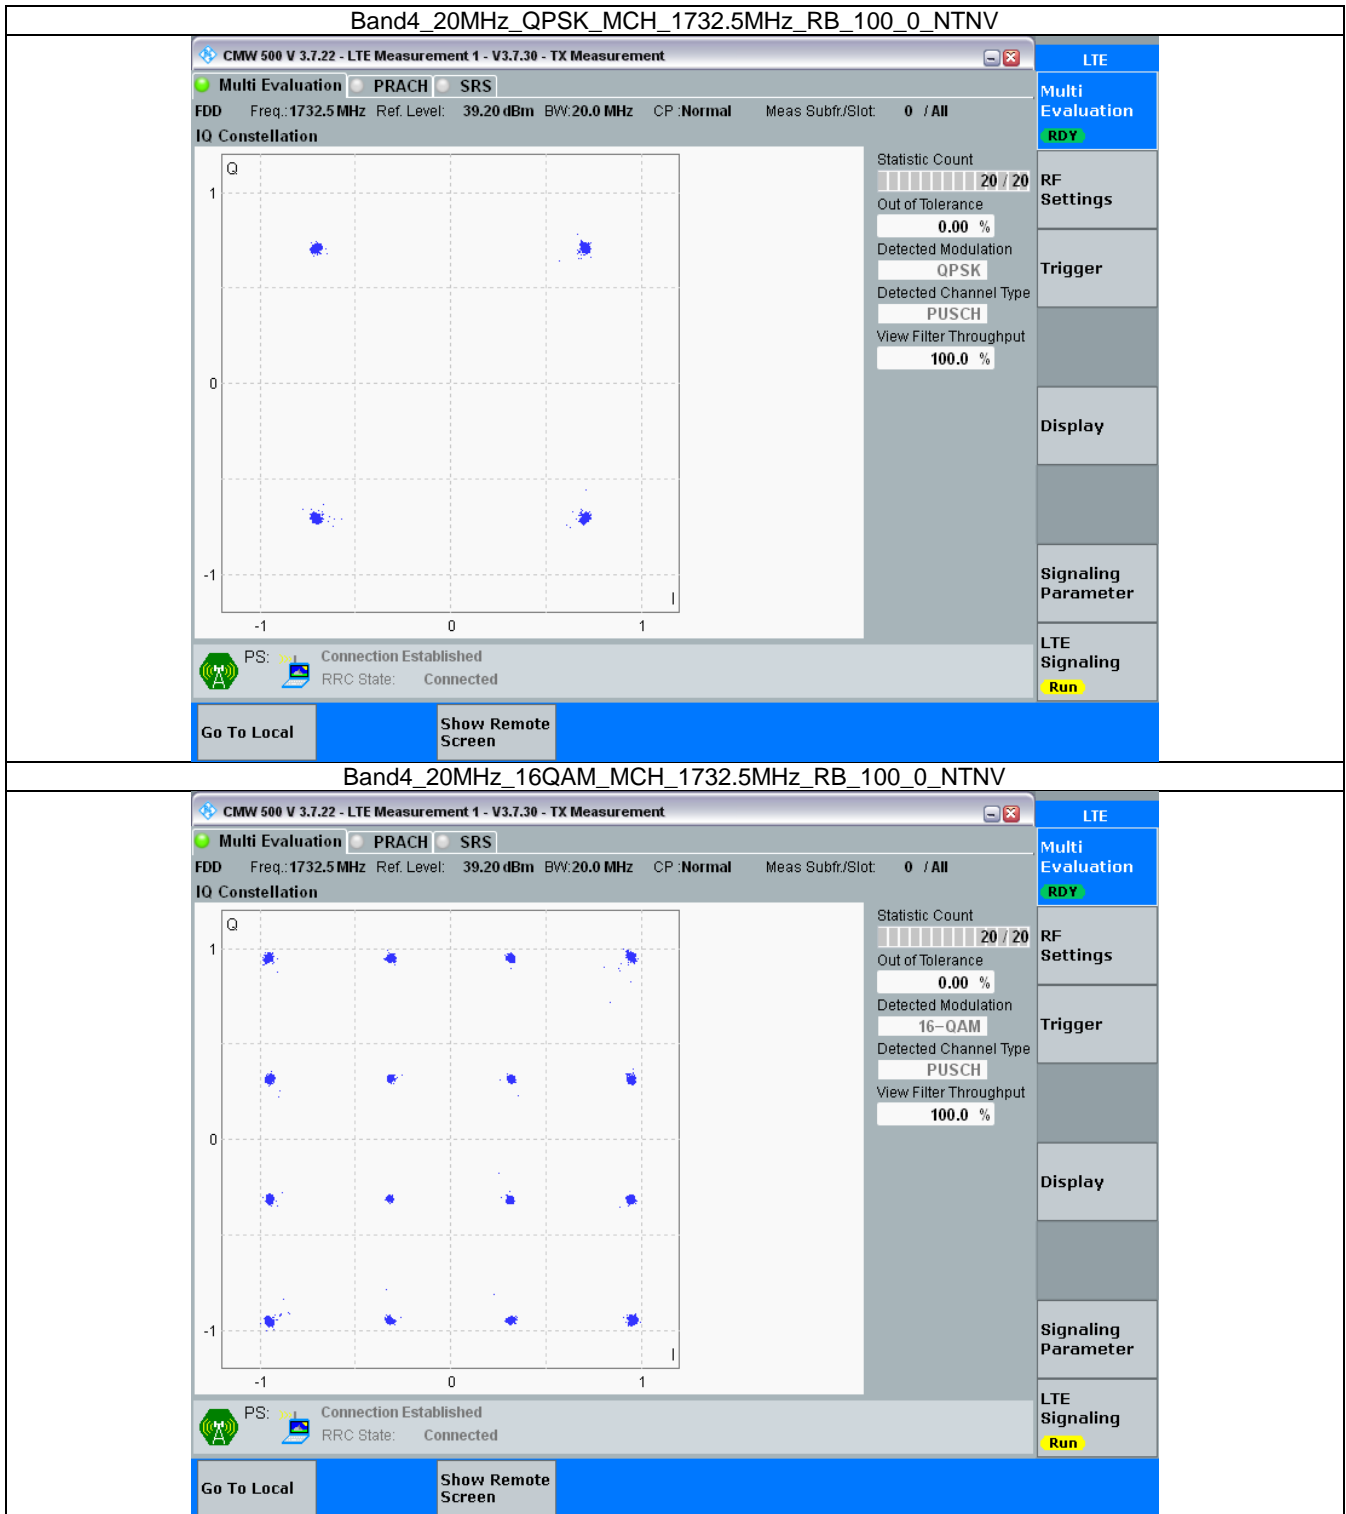 Band4_20MHz_QPSK_MCH_1732.5MHz_RB_100_0_NTNV
CMW 500 V 3.7.22 - LTE Measurement 1 - V3.7.30 - TX Measurement
LTE
Multi Evaluation PRACH SRS
Multi
Evaluation
RDY
FDD Freq.:1732.5 MHz Ref. Level: 39.20 dBm BW:20.0 MHz CP :Normal Meas Subfr./Slot: 0 / All
IQ Constellation
Q
1
0
-1
I
-1 0 1
Statistic Count
20 / 20
Out of Tolerance
0.00 %
Detected Modulation
QPSK
Detected Channel Type
PUSCH
View Filter Throughput
100.0 %
RF
Settings
Trigger
Display
Signaling
Parameter
LTE
Signaling
Run
PS: Connection Established
RRC State: Connected
Go To Local
Show Remote
Screen
Band4_20MHz_16QAM_MCH_1732.5MHz_RB_100_0_NTNV
CMW 500 V 3.7.22 - LTE Measurement 1 - V3.7.30 - TX Measurement
LTE
Multi Evaluation PRACH SRS
Multi
Evaluation
RDY
FDD Freq.:1732.5 MHz Ref. Level: 39.20 dBm BW:20.0 MHz CP :Normal Meas Subfr./Slot: 0 / All
IQ Constellation
Q
1
0
-1
I
-1 0 1
Statistic Count
20 / 20
Out of Tolerance
0.00 %
Detected Modulation
16-QAM
Detected Channel Type
PUSCH
View Filter Throughput
100.0 %
RF
Settings
Trigger
Display
Signaling
Parameter
LTE
Signaling
Run
PS: Connection Established
RRC State: Connected
Go To Local
Show Remote
Screen